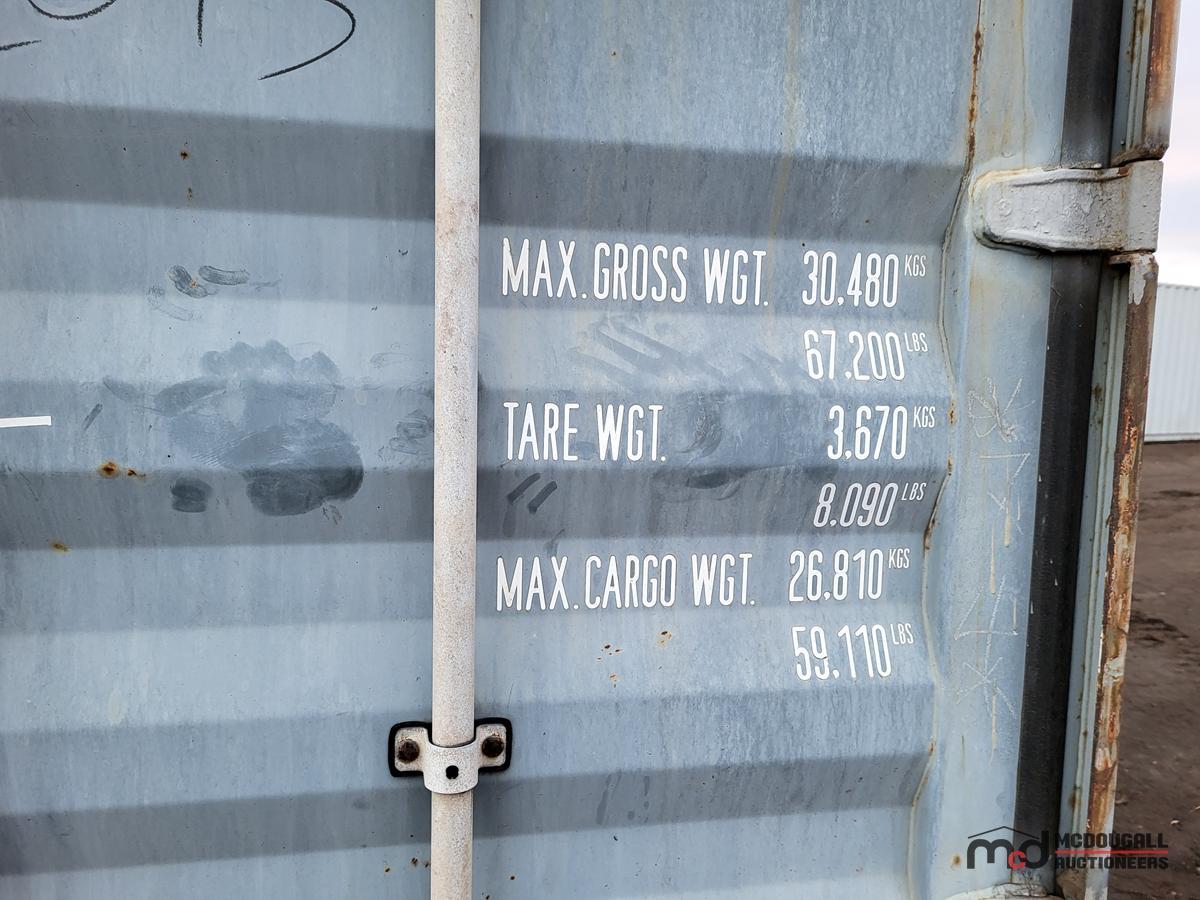 MAX. GROSS WGT. 30.480 KGS
67.200 LBS
TARE WGT. 3.670 KGS
8.090 LBS
MAX. CARGO WGT. 26.810 KGS
59.110 LBS
mcd MCDOUGALL
AUCTIONEERS